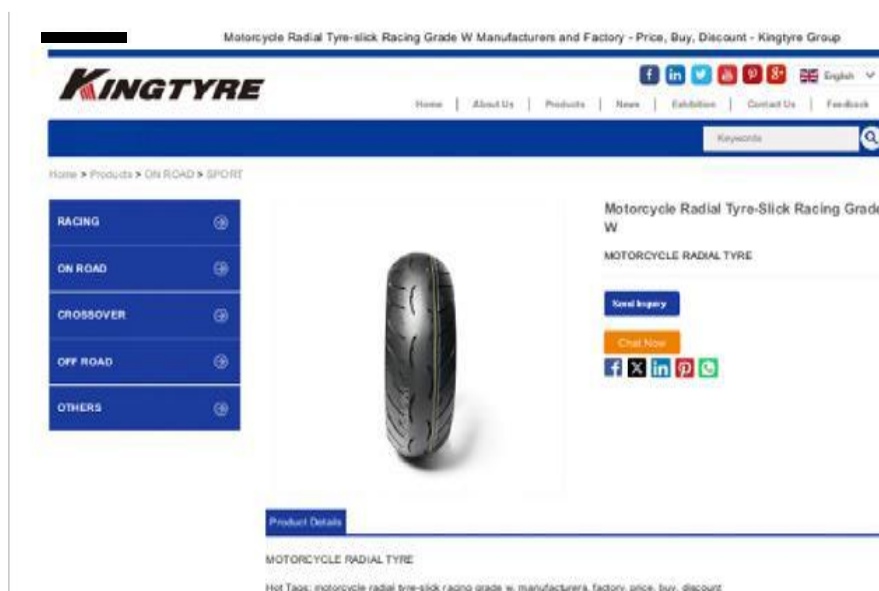 Motorcycle Radial Tyre-slick Racing Grade W Manufacturers and Factory - Price, Buy, Discount - Kingtyre Group
KINGTYRE
English
Home | About Us | Products | News | Exhibition | Contact Us | Feedback
Keywords
Home > Products > ON ROAD > SPORT
RACING
ON ROAD
CROSSOVER
OFF ROAD
OTHERS
Motorcycle Radial Tyre-Slick Racing Grade
W
MOTORCYCLE RADIAL TYRE
Send Inquiry
Chat Now
Product Details
MOTORCYCLE RADIAL TYRE
Hot Tags: motorcycle radial tyre-slick racing grade w, manufacturers, factory, price, buy, discount